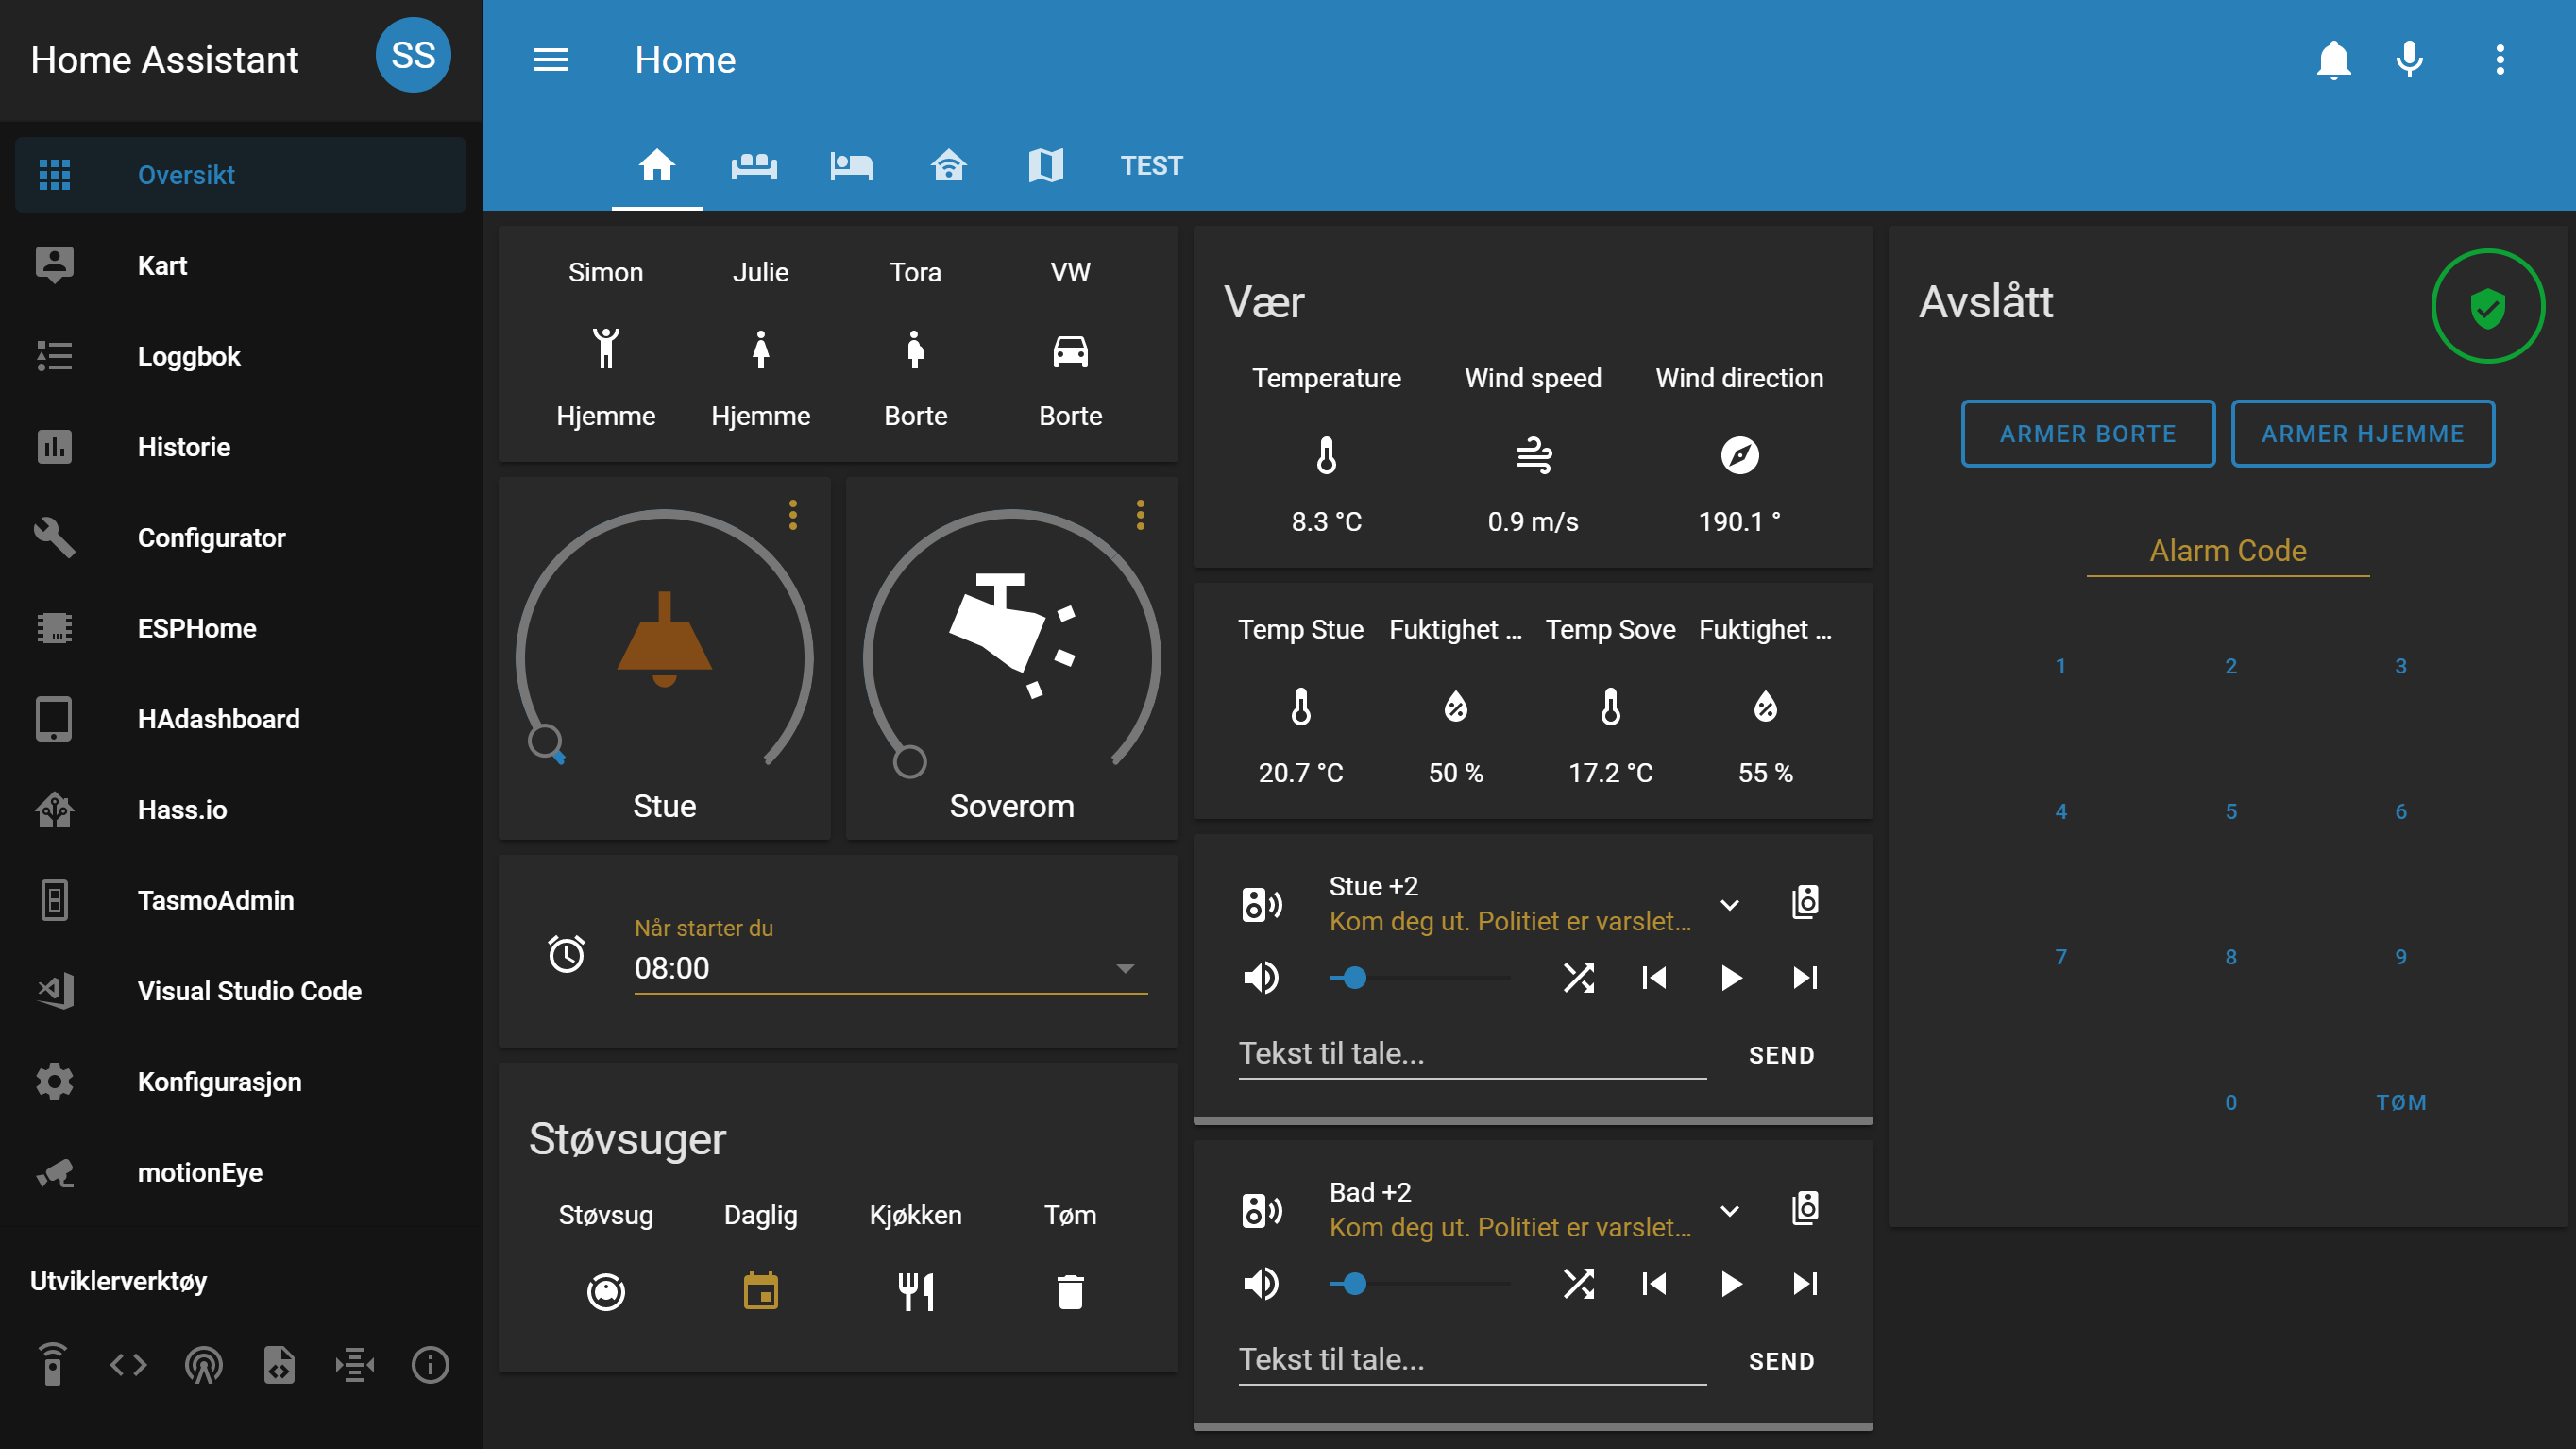 Home Assistant
SS
Oversikt
Kart
Loggbok
Historie
Configurator
ESPHome
HAdashboard
Hass.io
TasmoAdmin
Visual Studio Code
Konfigurasjon
motionEye
Utviklerverktøy
Home
TEST
Simon Julie Tora VW
Hjemme Hjemme Borte Borte
Stue
Soverom
Når starter du
08:00
Støvsuger
Støvsug Daglig Kjøkken Tøm
Vær
Temperature Wind speed Wind direction
8.3 °C 0.9 m/s 190.1 °
Temp Stue Fuktighet ... Temp Sove Fuktighet ...
20.7 °C 50 % 17.2 °C 55 %
Stue +2
Kom deg ut. Politiet er varslet...
Tekst til tale... SEND
Bad +2
Kom deg ut. Politiet er varslet...
Tekst til tale... SEND
Avslått
ARMER BORTE ARMER HJEMME
Alarm Code
1 2 3
4 5 6
7 8 9
0 TØM